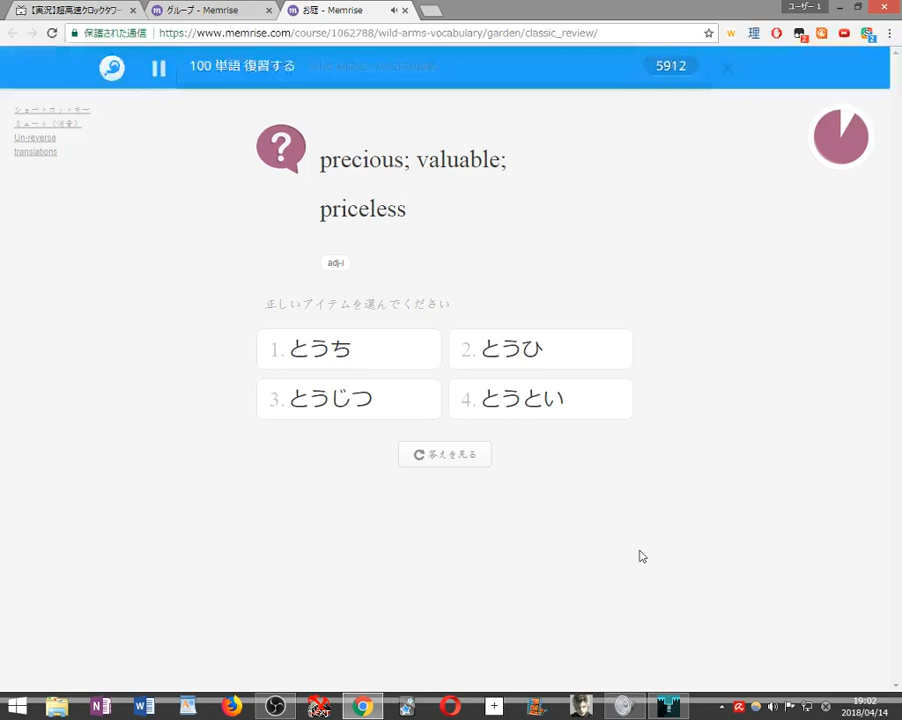 【実況】超高速クロックタワー
グループ - Memrise
お庭 - Memrise
ユーザー 1
保護された通信
https://www.memrise.com/course/1062788/wild-arms-vocabulary/garden/classic_review/
100 単語 復習する
5912
ショートカットキー
ミュート（消音）
Un-reverse
translations
precious; valuable;
priceless
adj-i
正しいアイテムを選んでください
1. とうち
2. とうひ
3. とうじつ
4. とうとい
答えを見る
19:02
2018/04/14